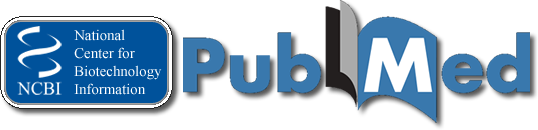 National
Center for
Biotechnology
Information
NCBI
PubMed